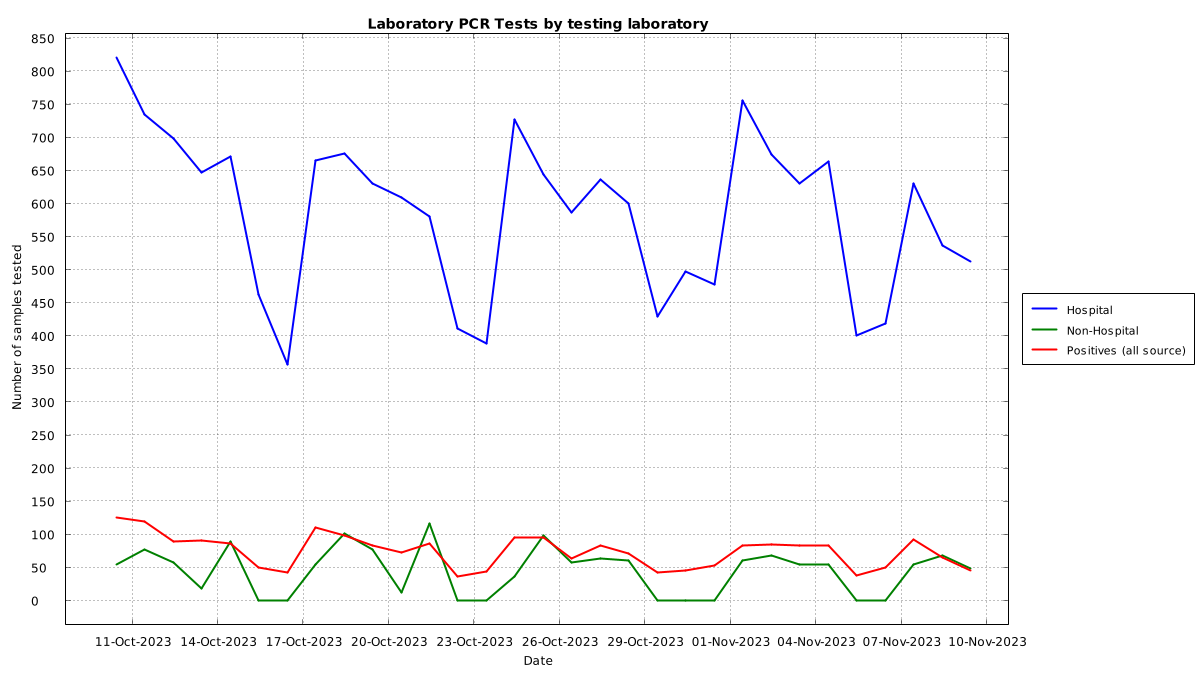 Laboratory PCR Tests by testing laboratory
850
800
750
700
650
600
550
500
450
400
350
300
250
200
150
100
50
0
Number of samples tested
11-Oct-2023 14-Oct-2023 17-Oct-2023 20-Oct-2023 23-Oct-2023 26-Oct-2023 29-Oct-2023 01-Nov-2023 04-Nov-2023 07-Nov-2023 10-Nov-2023
Date
Hospital
Non-Hospital
Positives (all source)